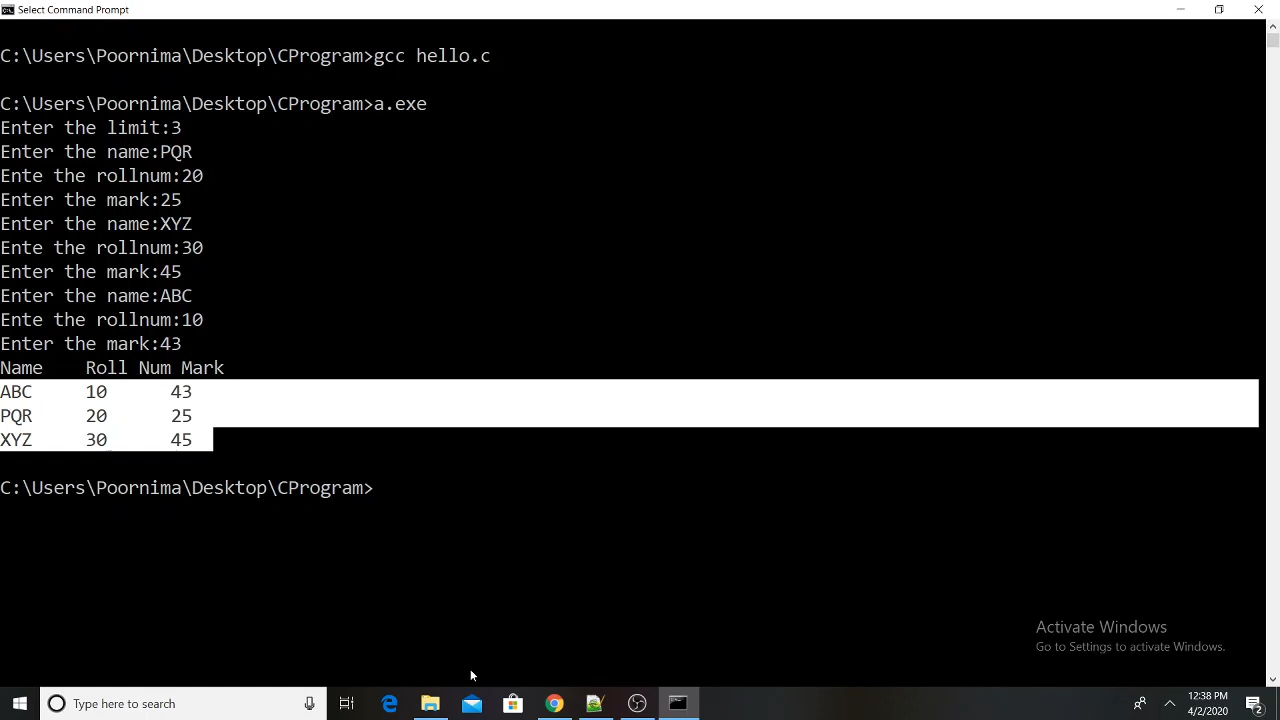 Select Command Prompt
C:\Users\Poornima\Desktop\CProgram>gcc hello.c
C:\Users\Poornima\Desktop\CProgram>a.exe
Enter the limit:3
Enter the name:PQR
Ente the rollnum:20
Enter the mark:25
Enter the name:XYZ
Ente the rollnum:30
Enter the mark:45
Enter the name:ABC
Ente the rollnum:10
Enter the mark:43
Name    Roll Num Mark
ABC     10      43
PQR     20      25
XYZ     30      45
C:\Users\Poornima\Desktop\CProgram>
Activate Windows
Go to Settings to activate Windows.
Type here to search
12:38 PM
4/2/2020
2